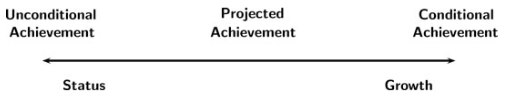 Unconditional Achievement
Projected Achievement
Conditional Achievement
Status
Growth